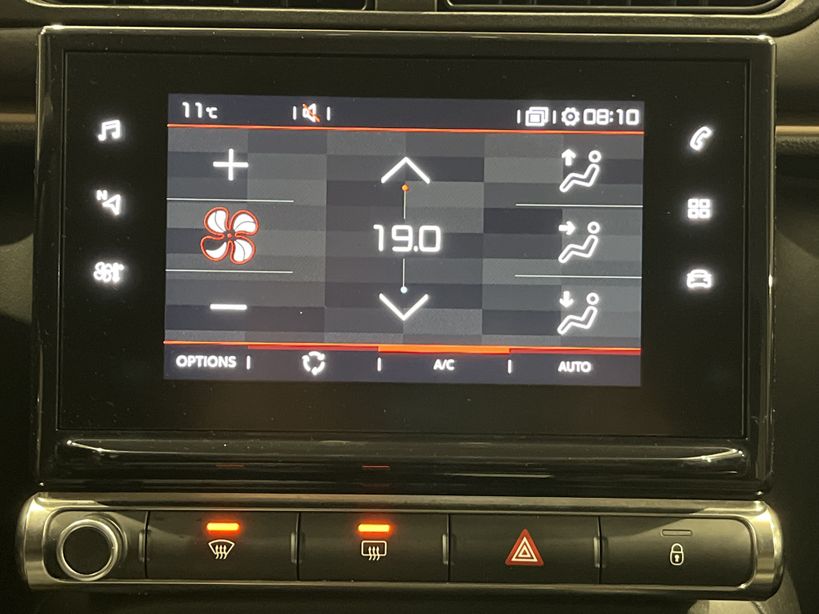 11°C 08:10
N
19.0
OPTIONS A/C AUTO